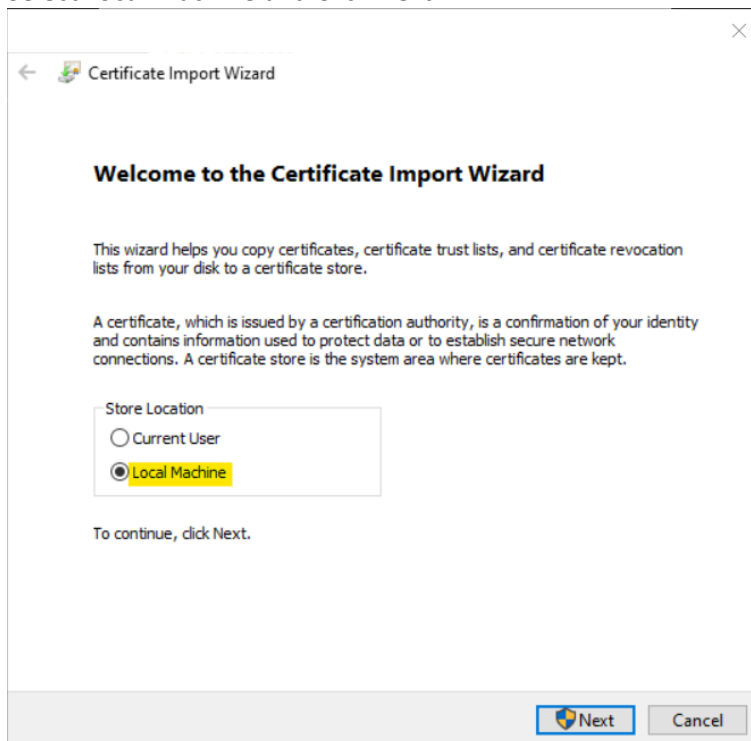 Certificate Import Wizard
Welcome to the Certificate Import Wizard
This wizard helps you copy certificates, certificate trust lists, and certificate revocation
lists from your disk to a certificate store.
A certificate, which is issued by a certification authority, is a confirmation of your identity
and contains information used to protect data or to establish secure network
connections. A certificate store is the system area where certificates are kept.
Store Location
Current User
Local Machine
To continue, click Next.
Next Cancel